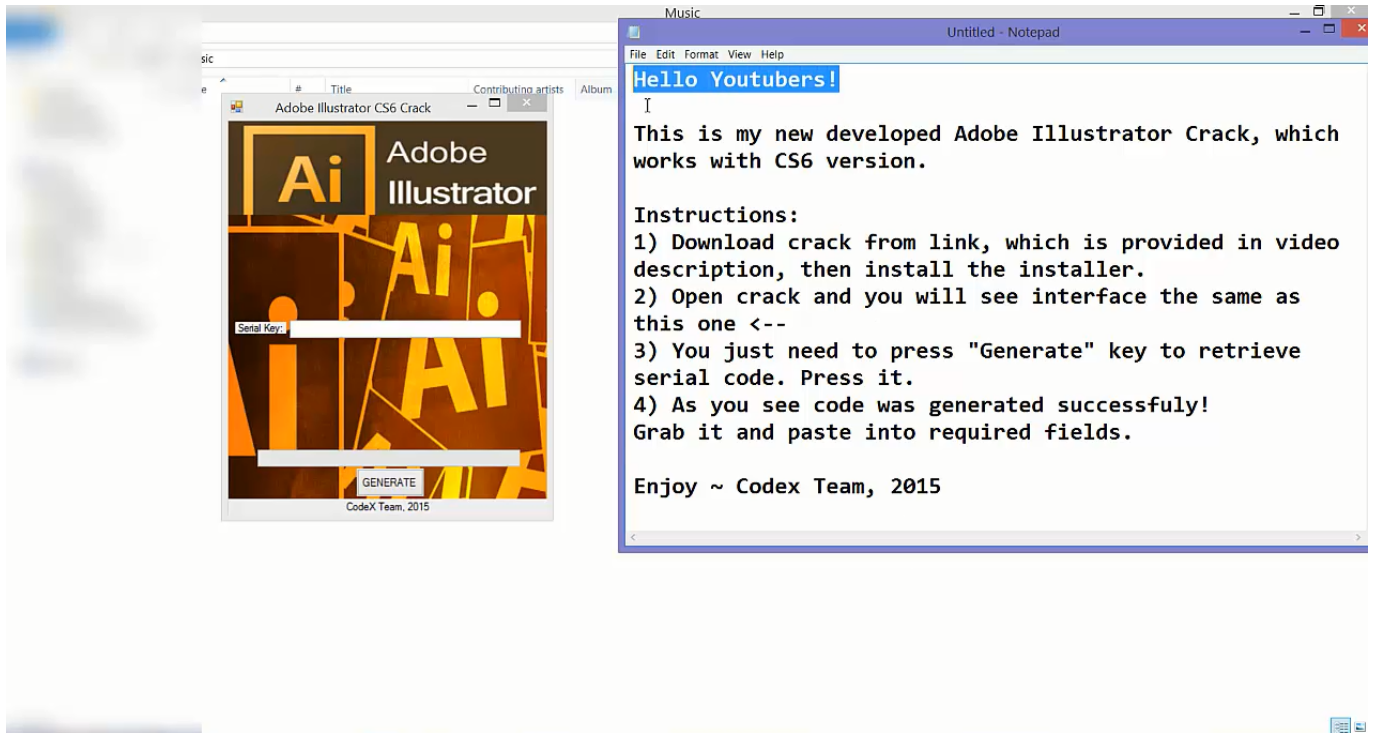 Music
Untitled - Notepad
File Edit Format View Help
sic
# Title Contributing artists Album
Adobe Illustrator CS6 Crack
Ai Adobe
Illustrator
Ai
Ai
Serial Key:
GENERATE
CodeX Team, 2015
Hello Youtubers!
This is my new developed Adobe Illustrator Crack, which
works with CS6 version.
Instructions:
1) Download crack from link, which is provided in video
description, then install the installer.
2) Open crack and you will see interface the same as
this one <--
3) You just need to press "Generate" key to retrieve
serial code. Press it.
4) As you see code was generated successfuly!
Grab it and paste into required fields.
Enjoy ~ Codex Team, 2015